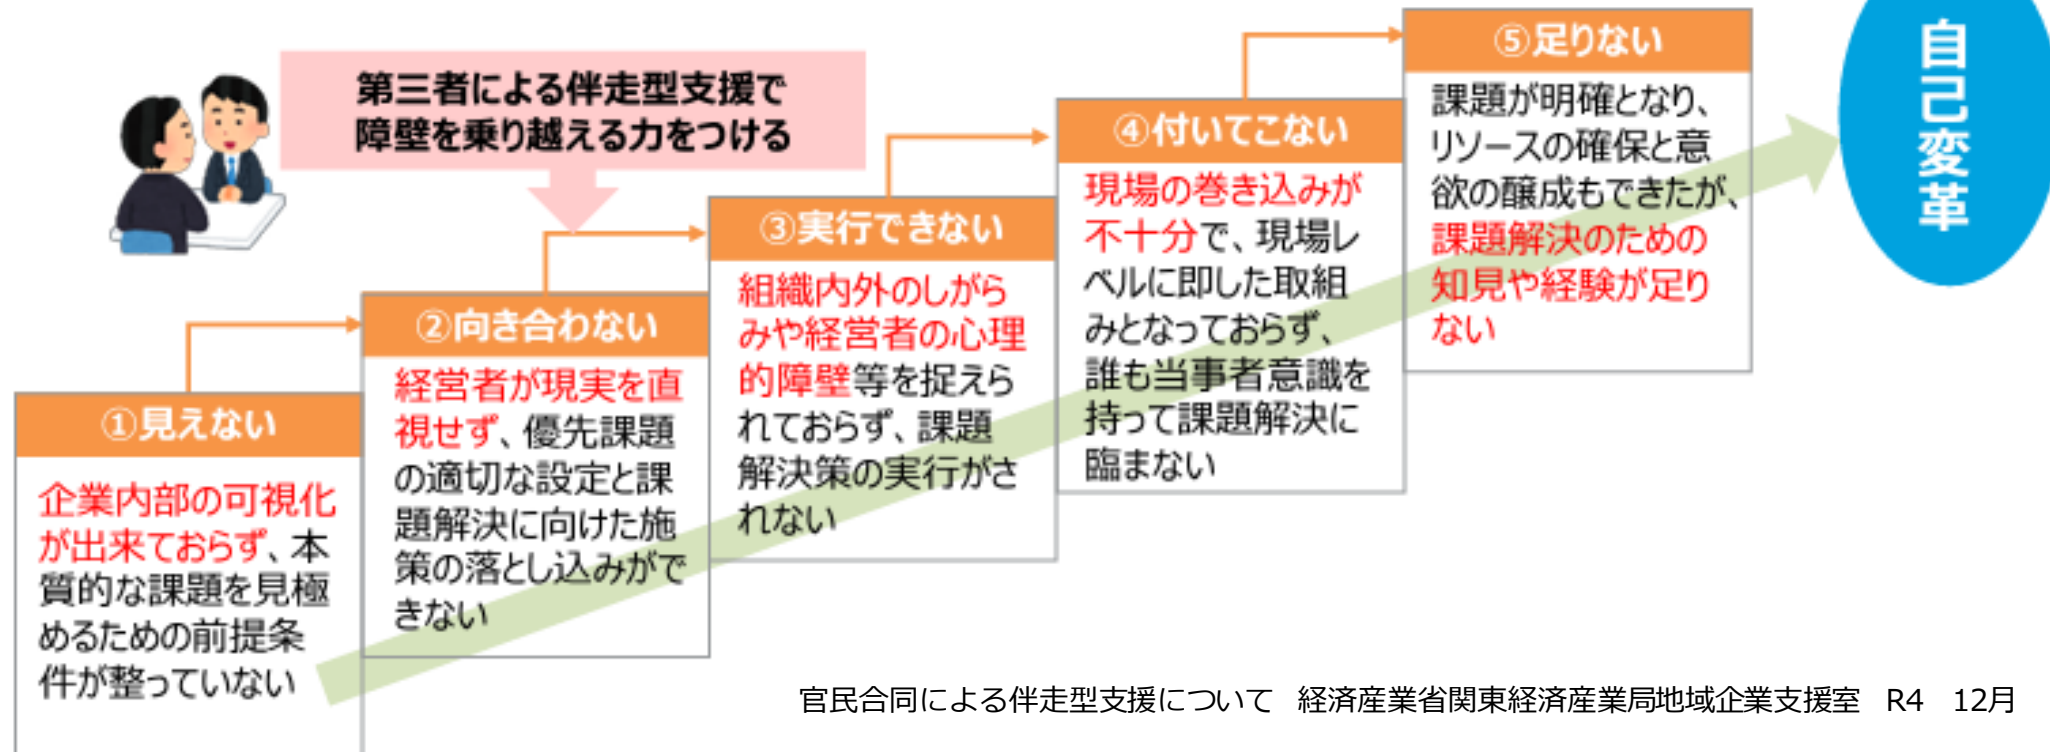 第三者による伴走型支援で
障壁を乗り越える力をつける
①見えない
企業内部の可視化
が出来ておらず、本
質的な課題を見極
めるための前提条
件が整っていない
②向き合わない
経営者が現実を直
視せず、優先課題
の適切な設定と課
題解決に向けた施
策の落とし込みがで
きない
③実行できない
組織内外のしがら
みや経営者の心理
的障壁等を捉えら
れておらず、課題
解決策の実行がさ
れない
④付いてこない
現場の巻き込みが
不十分で、現場レ
ベルに即した取組
みとなっておらず、
誰も当事者意識を
持って課題解決に
臨まない
⑤足りない
課題が明確となり、
リソースの確保と意
欲の醸成もできたが、
課題解決のための
知見や経験が足り
ない
自己変革
官民合同による伴走型支援について 経済産業省関東経済産業局地域企業支援室 R4 12月